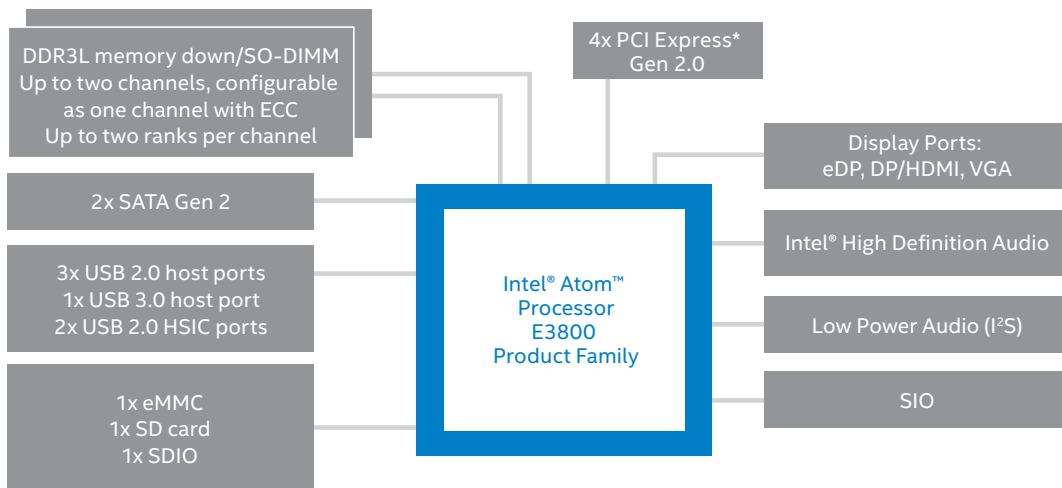 DDR3L memory down/SO-DIMM
Up to two channels, configurable
as one channel with ECC
Up to two ranks per channel
4x PCI Express*
Gen 2.0
Display Ports:
eDP, DP/HDMI, VGA
2x SATA Gen 2
Intel® High Definition Audio
3x USB 2.0 host ports
1x USB 3.0 host port
2x USB 2.0 HSIC ports
Intel® Atom™
Processor
E3800
Product Family
Low Power Audio (I²S)
1x eMMC
1x SD card
1x SDIO
SIO